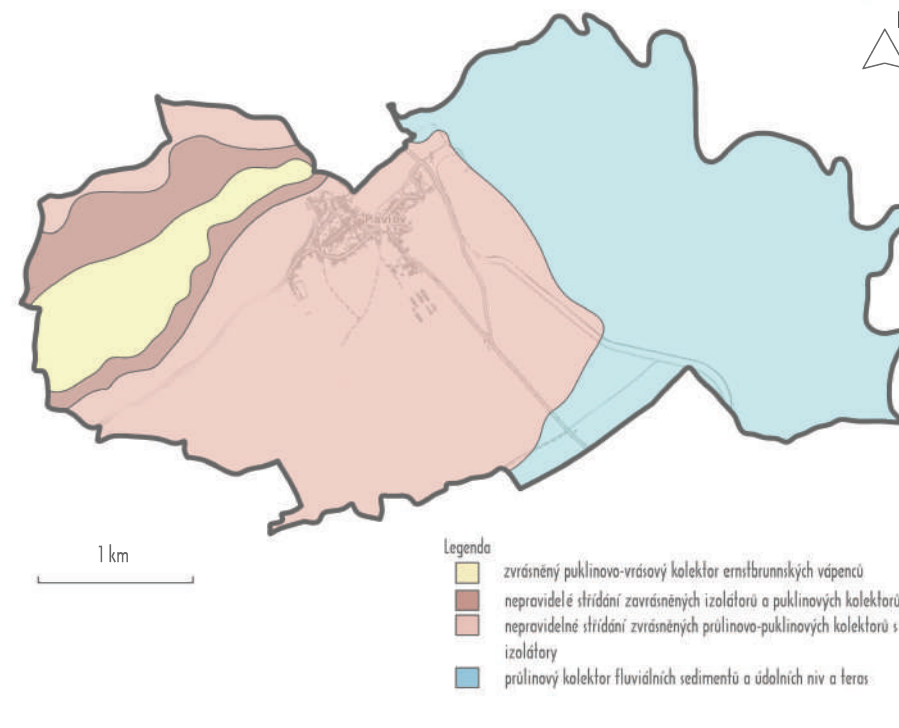 Pavlov
1 km
Legenda
zvrásněný puklinovo-vrásový kolektor ernstbrunnských vápenců
nepravidelé střídání zavrásněných izolátorů a puklinových kolektorů
nepravidelné střídání zvrásněných průlinovo-puklinových kolektorů s
izolátory
průlinový kolektor fluviálních sedimentů a údolních niv a teras